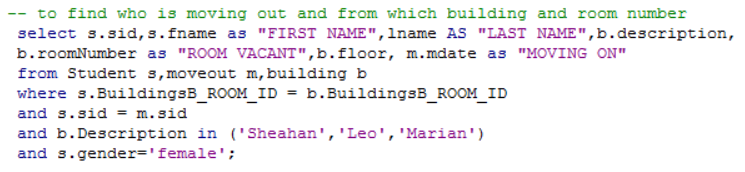 -- to find who is moving out and from which building and room number
select s.sid,s.fname as "FIRST NAME",lname AS "LAST NAME",b.description,
b.roomNumber as "ROOM VACANT",b.floor, m.mdate as "MOVING ON"
from Student s,moveout m,building b
where s.BuildingsB_ROOM_ID = b.BuildingsB_ROOM_ID
and s.sid = m.sid
and b.Description in ('Sheahan','Leo','Marian')
and s.gender='female';